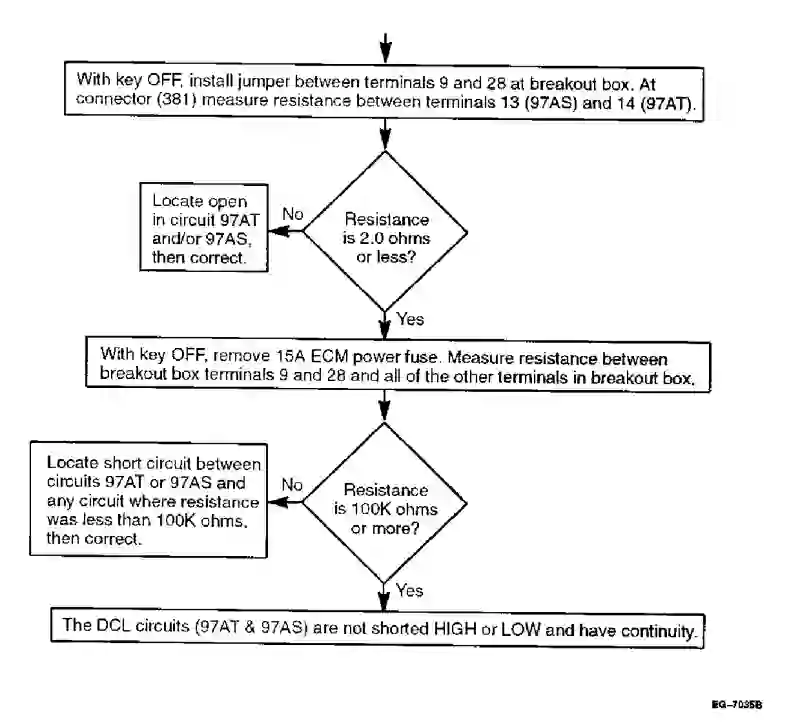 With key OFF, install jumper between terminals 9 and 28 at breakout box. At
connector (381) measure resistance between terminals 13 (97AS) and 14 (97AT).
Locate open
in circuit 97AT
and/or 97AS,
then correct.
No
Resistance
is 2.0 ohms
or less?
Yes
With key OFF, remove 15A ECM power fuse. Measure resistance between
breakout box terminals 9 and 28 and all of the other terminals in breakout box.
Locate short circuit between
circuits 97AT or 97AS and
any circuit where resistance
was less than 100K ohms,
then correct.
No
Resistance
is 100K ohms
or more?
Yes
The DCL circuits (97AT & 97AS) are not shorted HIGH or LOW and have continuity.
EG-7035B